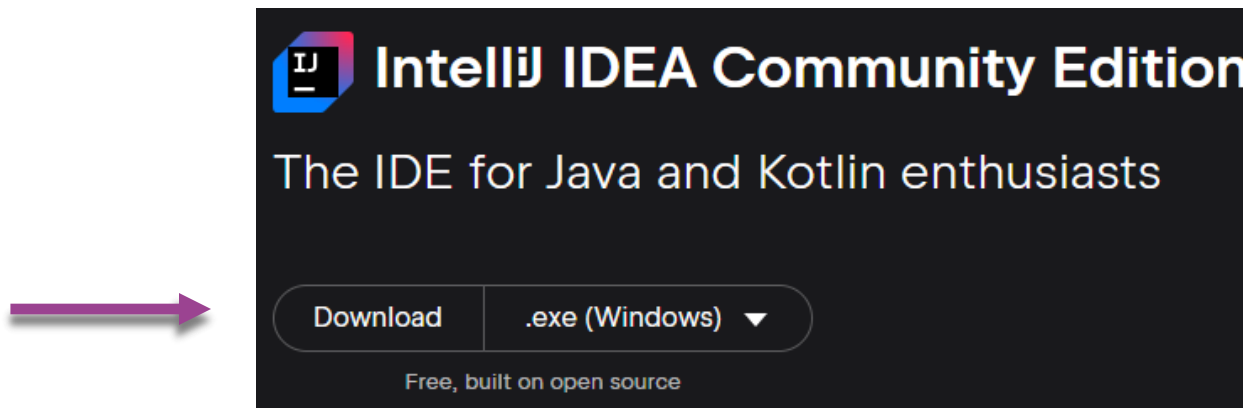 IJ
IntelliJ IDEA Community Edition
The IDE for Java and Kotlin enthusiasts
Download .exe (Windows)
Free, built on open source